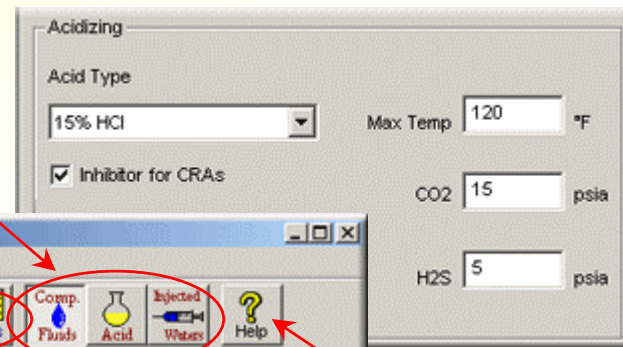 Acidizing
Acid Type
15% HCl
Max Temp 120 °F
Inhibitor for CRAs
CO2 15 psia
H2S 5 psia
Comp. Fluids
Acid
Injected Waters
Help